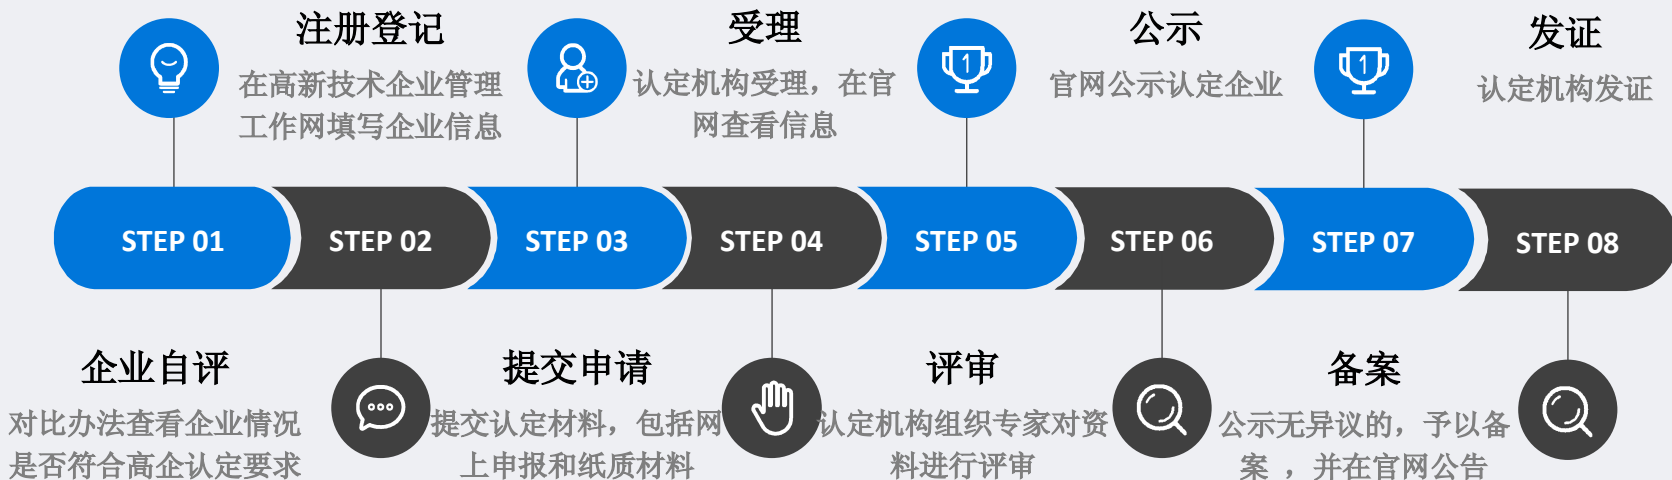 注册登记
在高新技术企业管理
工作网填写企业信息
受理
认定机构受理，在官
网查看信息
1
公示
官网公示认定企业
1
发证
认定机构发证
STEP 01
STEP 02
STEP 03
STEP 04
STEP 05
STEP 06
STEP 07
STEP 08
企业自评
对比办法查看企业情况
是否符合高企认定要求
提交申请
提交认定材料，包括网
上申报和纸质材料
评审
认定机构组织专家对资
料进行评审
备案
公示无异议的，予以备
案 ，并在官网公告